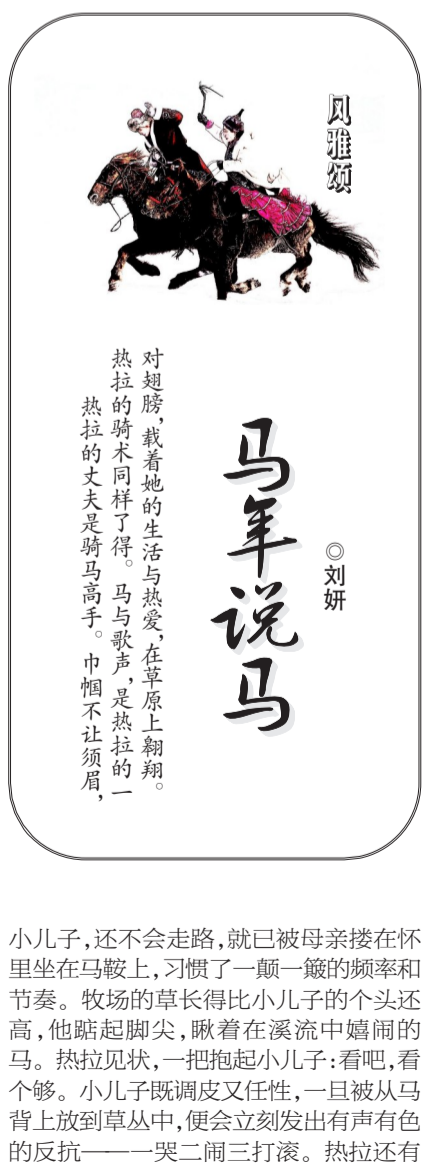 风雅颂
马年说马
◎刘妍
热拉的丈夫是骑马高手。巾帼不让须眉,
热拉的骑术同样了得。马与歌声,是热拉的一
对翅膀,载着她的生活与热爱,在草原上翱翔。
小儿子,还不会走路,就已被母亲搂在怀
里坐在马鞍上,习惯了一颠一簸的频率和
节奏。牧场的草长得比小儿子的个头还
高,他踮起脚尖,瞅着在溪流中嬉闹的
马。热拉见状,一把抱起小儿子:看吧,看
个够。小儿子既调皮又任性,一旦被从马
背上放到草丛中,便会立刻发出有声有色
的反抗——一哭二闹三打滚。热拉还有